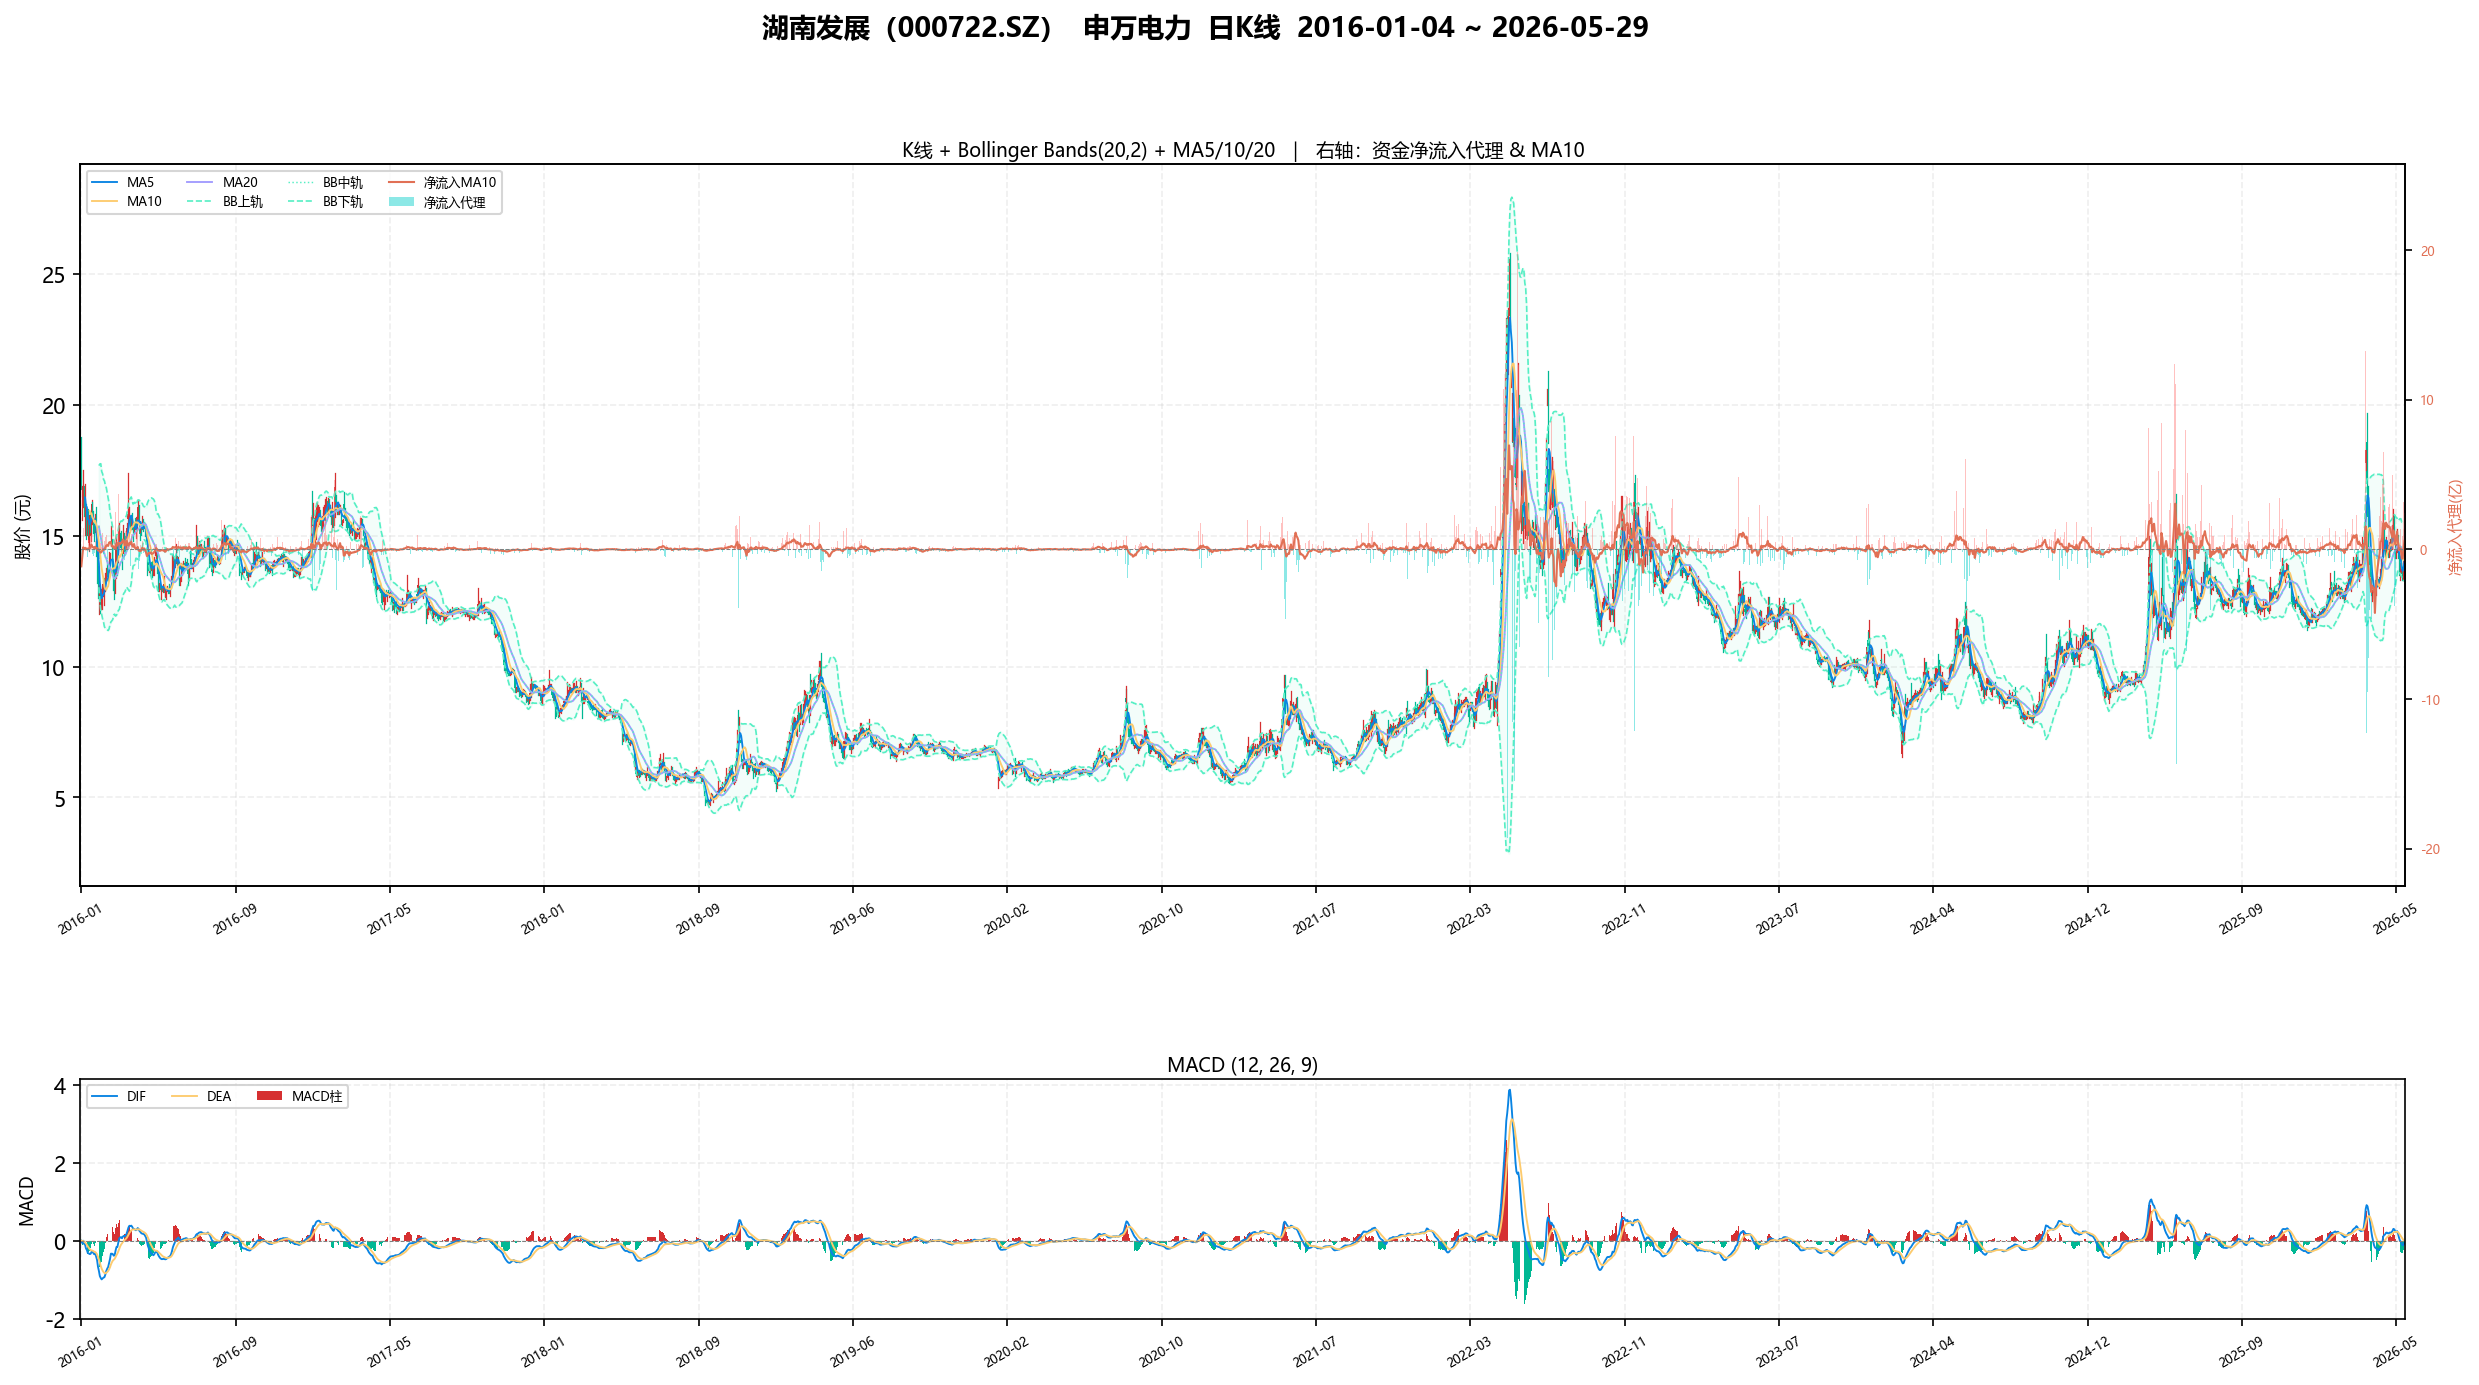 湖南发展（000722.SZ） 申万电力 日K线 2016-01-04 ~ 2026-05-29
K线 + Bollinger Bands(20,2) + MA5/10/20 | 右轴：资金净流入代理 & MA10
MA5 MA20 BB中轨 净流入MA10
MA10 BB上轨 BB下轨 净流入代理
股价 (元)
25
20
15
10
5
净流入代理(亿)
20
10
0
-10
-20
2016-01 2016-09 2017-05 2018-01 2018-09 2019-06 2020-02 2020-10 2021-07 2022-03 2022-11 2023-07 2024-04 2024-12 2025-09 2026-05
MACD (12, 26, 9)
DIF DEA MACD柱
MACD
4
2
0
-2
2016-01 2016-09 2017-05 2018-01 2018-09 2019-06 2020-02 2020-10 2021-07 2022-03 2022-11 2023-07 2024-04 2024-12 2025-09 2026-05